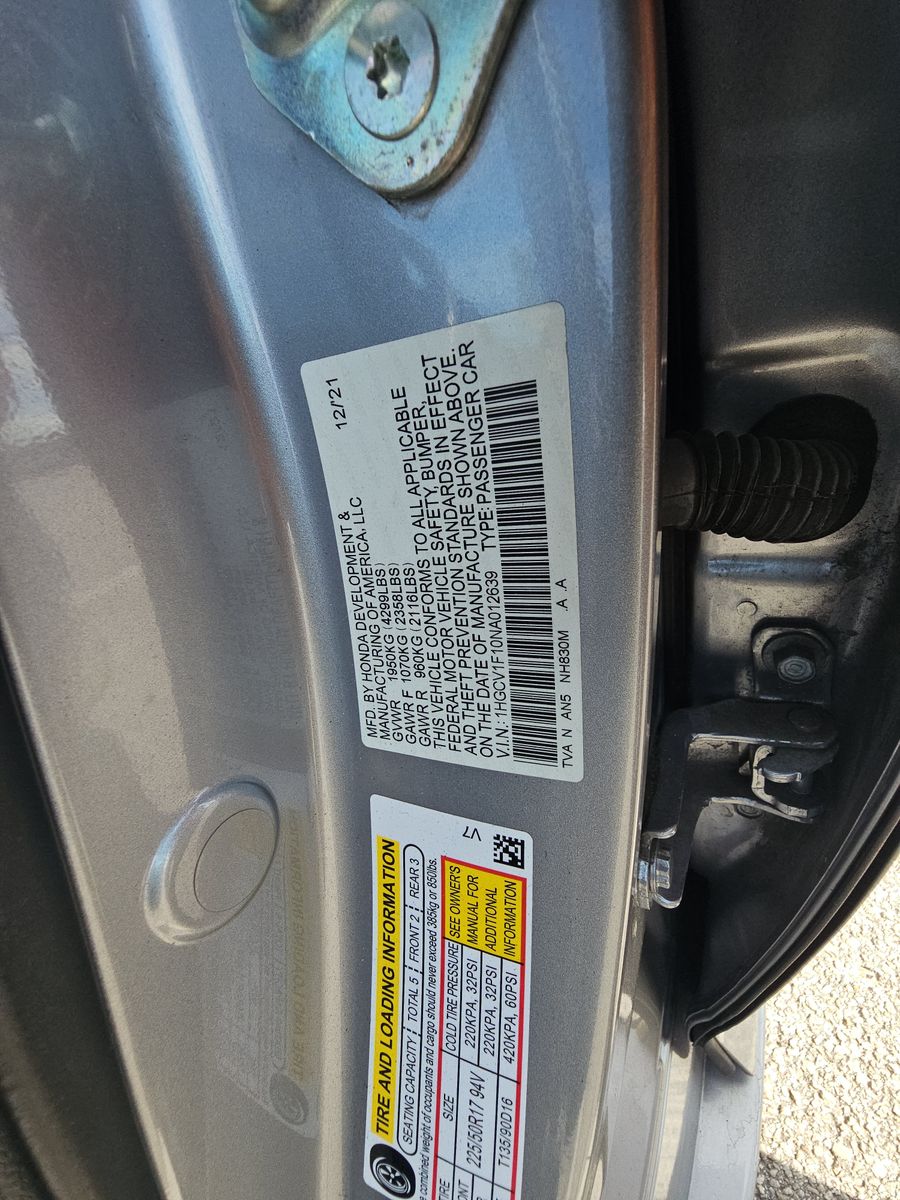 12/'21
MFD. BY HONDA DEVELOPMENT &
MANUFACTURING OF AMERICA, LLC
GVWR 1950KG (4299LBS)
GAWR F 1070KG (2358LBS)
GAWR R 960KG (2116LBS)
THIS VEHICLE CONFORMS TO ALL APPLICABLE
FEDERAL MOTOR VEHICLE SAFETY, BUMPER,
AND THEFT PREVENTION STANDARDS IN EFFECT
ON THE DATE OF MANUFACTURE SHOWN ABOVE.
V.I.N.: 1HGCV1F10NA012639 TYPE: PASSENGER CAR
TVA N AN5 NH830M A .A
TIRE AND LOADING INFORMATION
SEATING CAPACITY TOTAL 5 FRONT 2 REAR 3
combined weight of occupants and cargo should never exceed 385kg or 850lbs.
SIZE COLD TIRE PRESSURE
225/50R17 94V 220KPA, 32PSI
220KPA, 32PSI
T135/90D16 420KPA, 60PSI
SEE OWNER'S
MANUAL FOR
ADDITIONAL
INFORMATION
V7